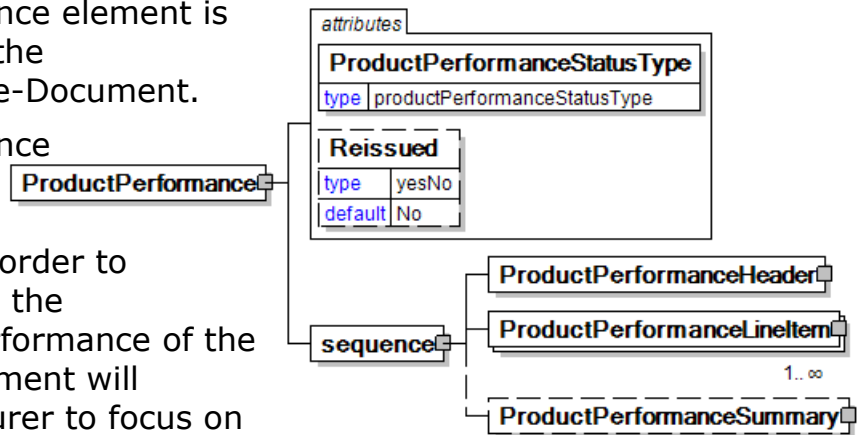 nce element is
the
e-Document.
nce
order to
the
formance of the
ment will
urer to focus on
ProductPerformance
attributes
ProductPerformanceStatusType
type productPerformanceStatusType
Reissued
type yesNo
default No
sequence
ProductPerformanceHeader
ProductPerformanceLineItem
1.. ∞
ProductPerformanceSummary